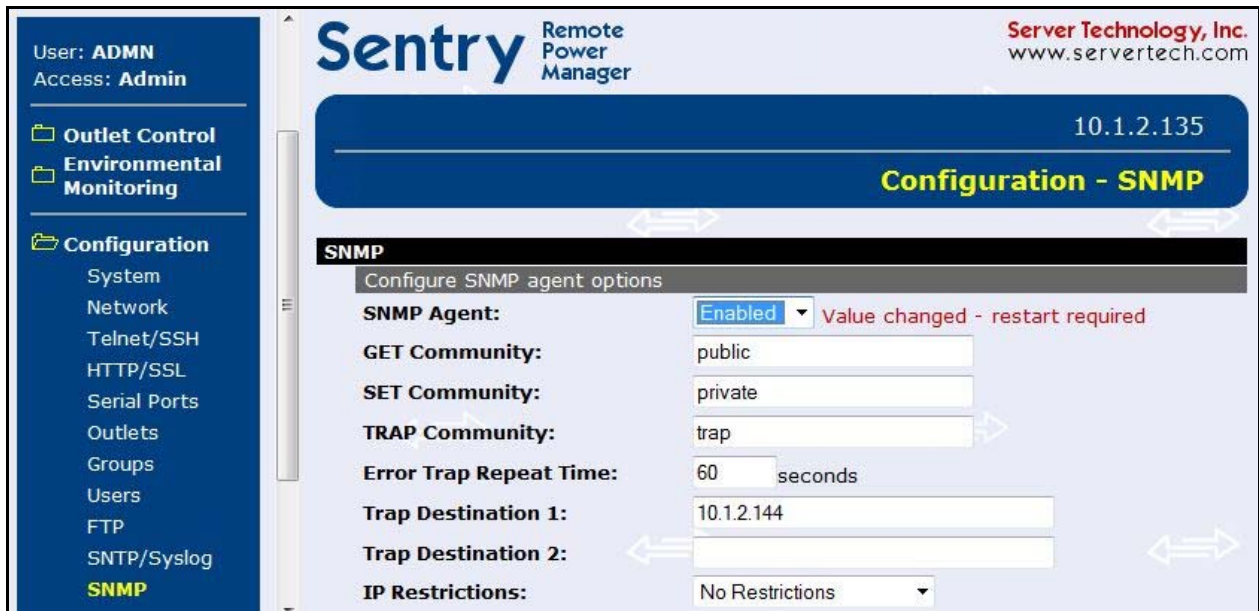 User: ADMN
Access: Admin
Outlet Control
Environmental
Monitoring
Configuration
System
Network
Telnet/SSH
HTTP/SSL
Serial Ports
Outlets
Groups
Users
FTP
SNTP/Syslog
SNMP
Sentry Remote
Power
Manager
Server Technology, Inc.
www.servertech.com
10.1.2.135
Configuration - SNMP
SNMP
Configure SNMP agent options
SNMP Agent: Enabled Value changed - restart required
GET Community: public
SET Community: private
TRAP Community: trap
Error Trap Repeat Time: 60 seconds
Trap Destination 1: 10.1.2.144
Trap Destination 2:
IP Restrictions: No Restrictions